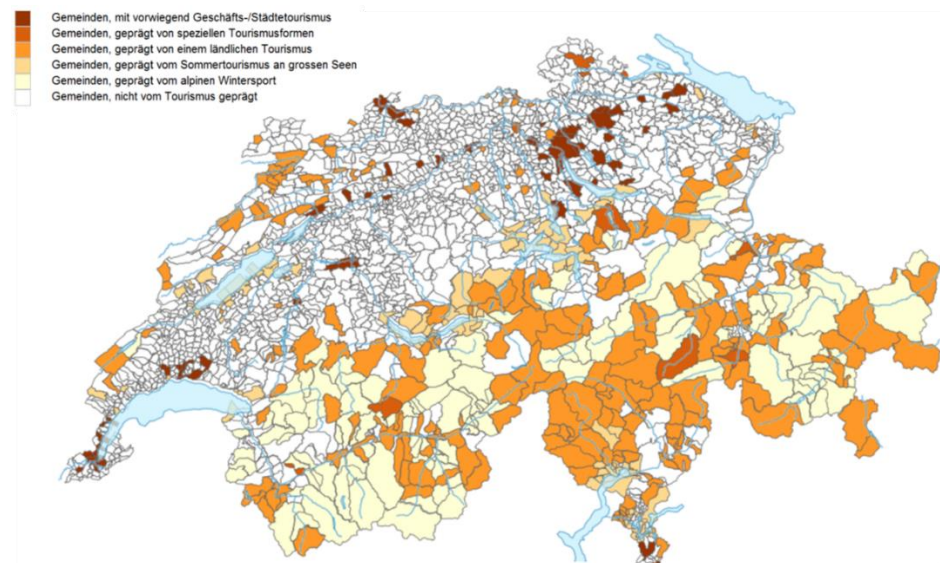 Gemeinden, mit vorwiegend Geschäfts-/Städtetourismus
Gemeinden, geprägt von speziellen Tourismusformen
Gemeinden, geprägt von einem ländlichen Tourismus
Gemeinden, geprägt vom Sommertourismus an grossen Seen
Gemeinden, geprägt vom alpinen Wintersport
Gemeinden, nicht vom Tourismus geprägt